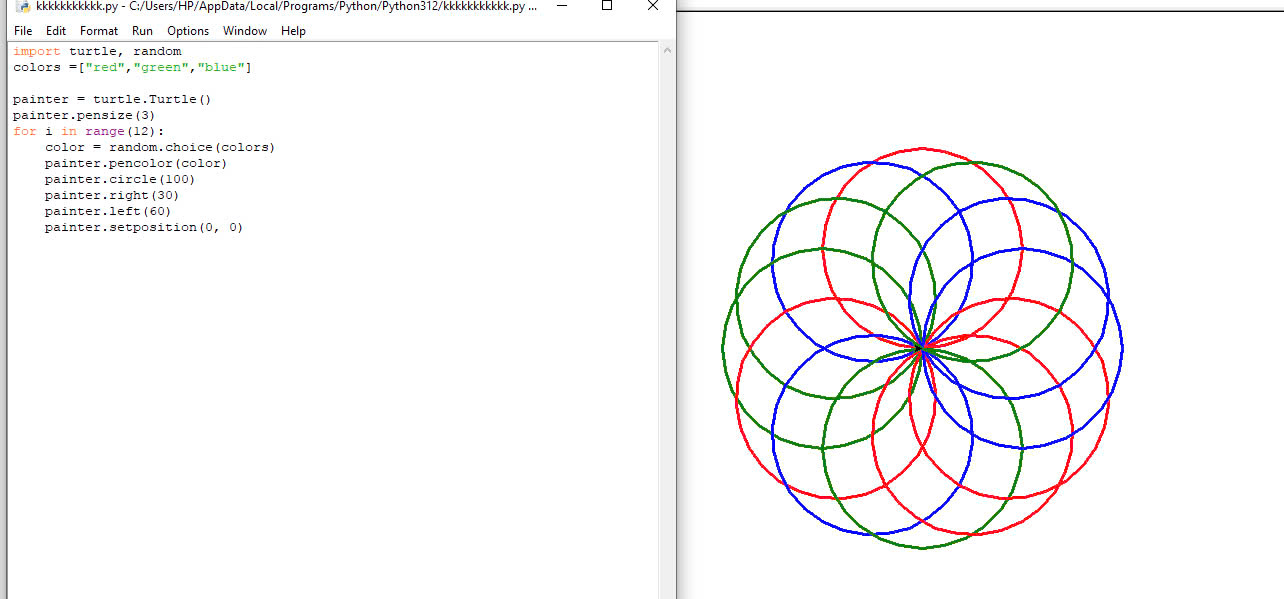 kkkkkkkkkkk.py - C:/Users/HP/AppData/Local/Programs/Python/Python312/kkkkkkkkkkk.py ...
File Edit Format Run Options Window Help
import turtle, random
colors =["red","green","blue"]
painter = turtle.Turtle()
painter.pensize(3)
for i in range(12):
    color = random.choice(colors)
    painter.pencolor(color)
    painter.circle(100)
    painter.right(30)
    painter.left(60)
    painter.setposition(0, 0)